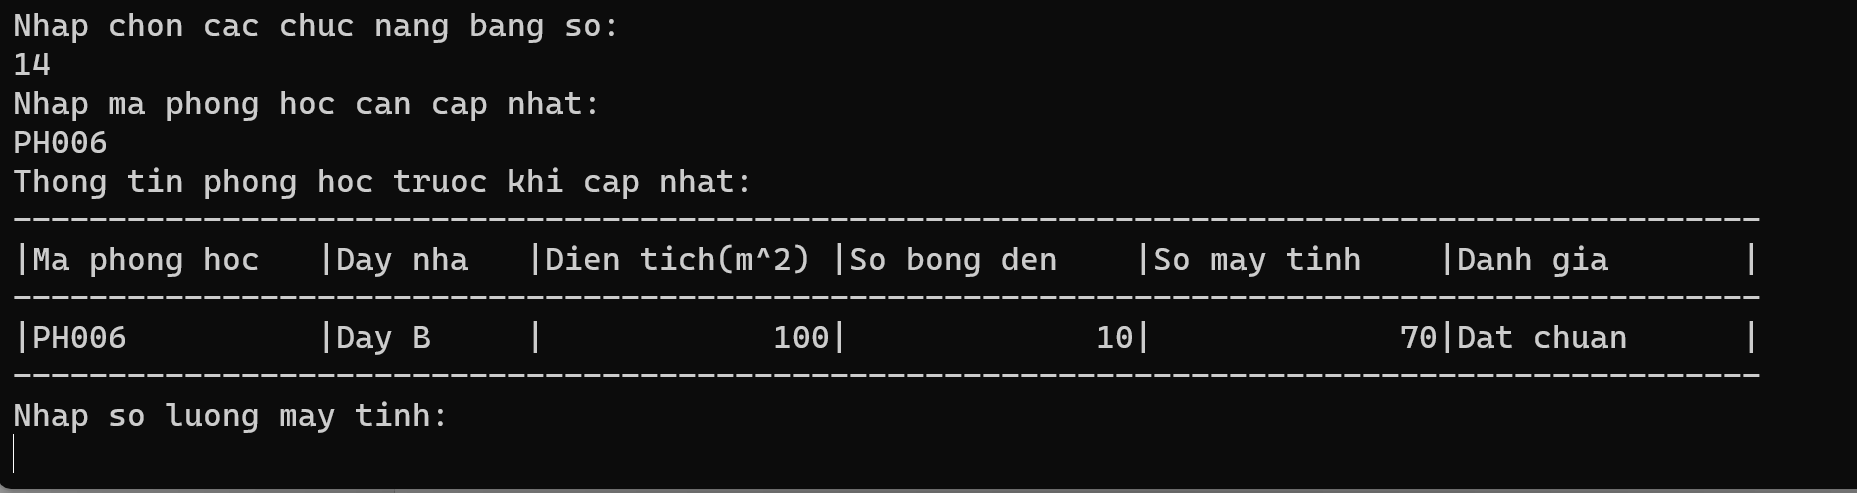 Nhap chon cac chuc nang bang so:
14
Nhap ma phong hoc can cap nhat:
PH006
Thong tin phong hoc truoc khi cap nhat:
--------------------------------------------------------------------------------------------
|Ma phong hoc   |Day nha   |Dien tich(m^2) |So bong den    |So may tinh    |Danh gia       |
--------------------------------------------------------------------------------------------
|PH006          |Day B     |            100|             10|             70|Dat chuan      |
--------------------------------------------------------------------------------------------
Nhap so luong may tinh: